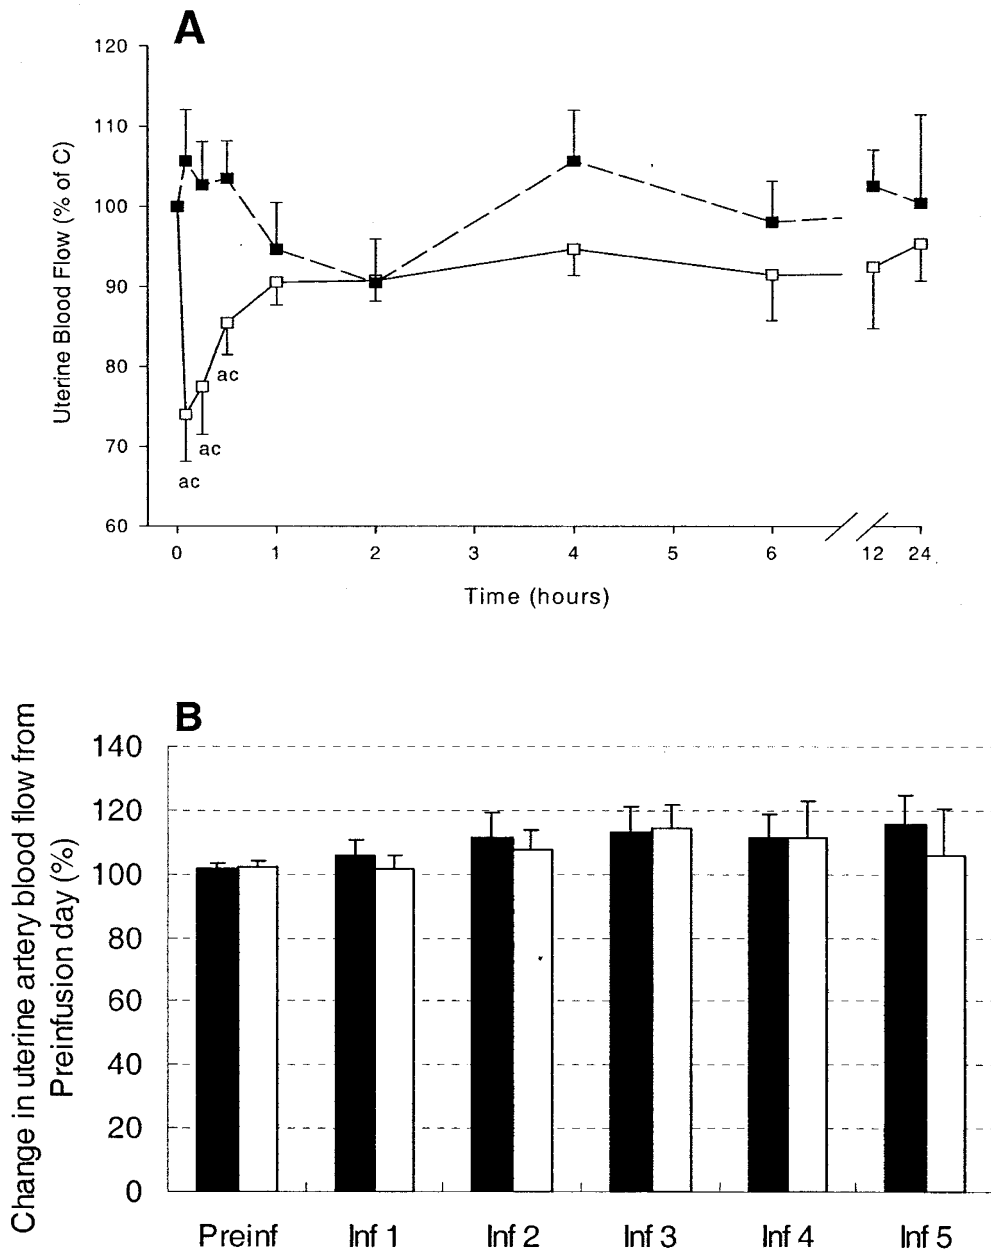 A
120
110
100
90
80
70
60
Uterine Blood Flow (% of C)
ac
ac
ac
0 1 2 3 4 5 6 12 24
Time (hours)
B
140
120
100
80
60
40
20
0
Change in uterine artery blood flow from
Preinfusion day (%)
Preinf Inf 1 Inf 2 Inf 3 Inf 4 Inf 5